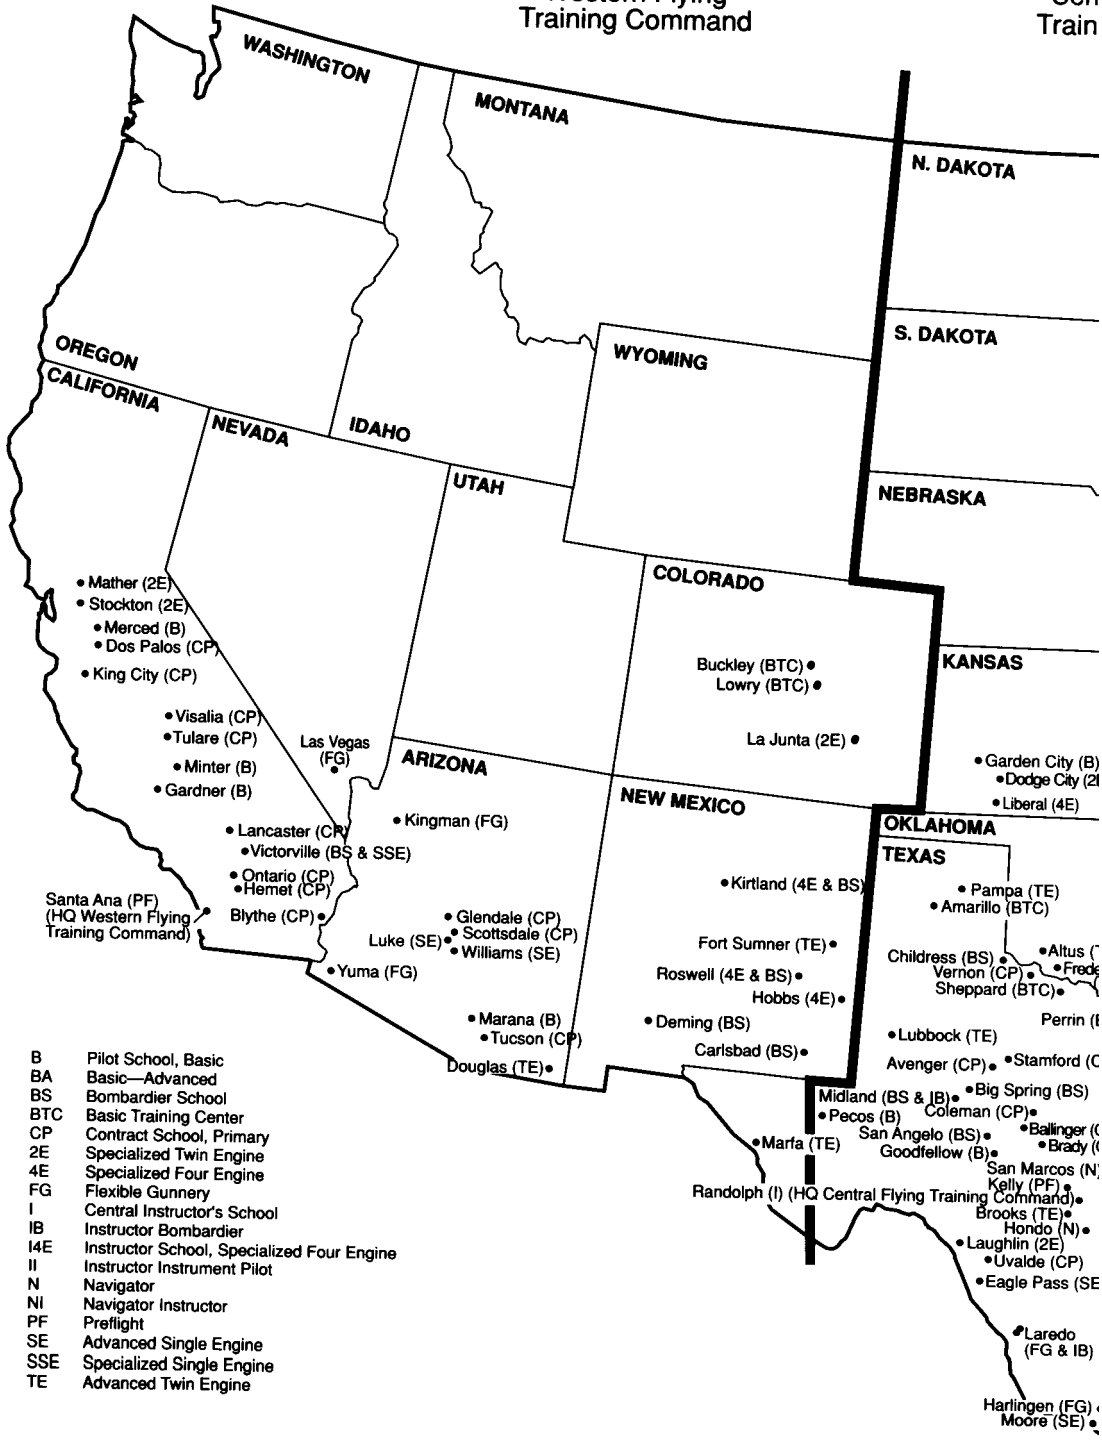 Western Flying
Training Command
Train
WASHINGTON
MONTANA
N. DAKOTA
OREGON
CALIFORNIA
NEVADA
IDAHO
WYOMING
S. DAKOTA
UTAH
NEBRASKA
COLORADO
KANSAS
Mather (2E)
Stockton (2E)
Merced (B)
Dos Palos (CP)
King City (CP)
Visalia (CP)
Tulare (CP)
Minter (B)
Gardner (B)
Las Vegas
(FG)
Lancaster (CP)
Victorville (BS & SSE)
Ontario (CP)
Hemet (CP)
Blythe (CP)
Santa Ana (PF)
(HQ Western Flying
Training Command)
Buckley (BTC)
Lowry (BTC)
La Junta (2E)
ARIZONA
Kingman (FG)
Glendale (CP)
Scottsdale (CP)
Luke (SE)
Williams (SE)
Yuma (FG)
Marana (B)
Tucson (CP)
Douglas (TE)
NEW MEXICO
Kirtland (4E & BS)
Fort Sumner (TE)
Roswell (4E & BS)
Hobbs (4E)
Deming (BS)
Carlsbad (BS)
Garden City (B)
Dodge City (2E
Liberal (4E)
OKLAHOMA
TEXAS
Pampa (TE)
Amarillo (BTC)
Childress (BS)
Altus (T
Vernon (CP)
Frede
Sheppard (BTC)
Perrin (B
Lubbock (TE)
Avenger (CP)
Stamford (C
Big Spring (BS)
Midland (BS & IB)
Pecos (B)
Coleman (CP)
Ballinger (C
San Angelo (BS)
Brady (C
Goodfellow (B)
Marfa (TE)
San Marcos (N)
Kelly (PF)
Randolph (I) (HQ Central Flying Training Command)
Brooks (TE)
Hondo (N)
Laughlin (2E)
Uvalde (CP)
Eagle Pass (SE
Laredo
(FG & IB)
Harlingen (FG)
Moore (SE)
B Pilot School, Basic
BA Basic—Advanced
BS Bombardier School
BTC Basic Training Center
CP Contract School, Primary
2E Specialized Twin Engine
4E Specialized Four Engine
FG Flexible Gunnery
I Central Instructor's School
IB Instructor Bombardier
I4E Instructor School, Specialized Four Engine
II Instructor Instrument Pilot
N Navigator
NI Navigator Instructor
PF Preflight
SE Advanced Single Engine
SSE Specialized Single Engine
TE Advanced Twin Engine